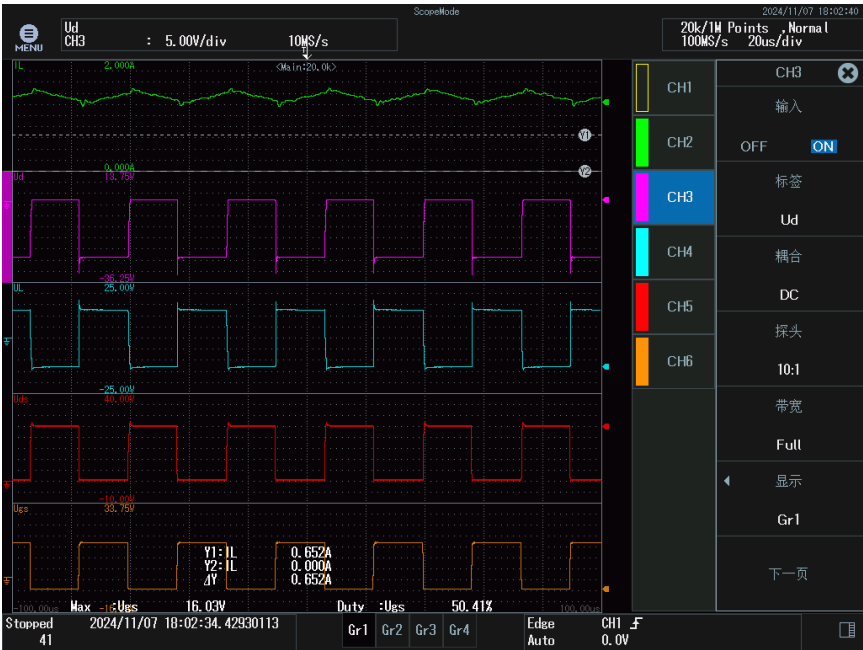 ScopeMode
2024/11/07 18:02:40
MENU
Ud
CH3 : 5.00V/div 10MS/s
20k/1M Points ,Normal
100MS/s 20us/div
IL 2.000A <Main:20.0k>
Y1
0.000A
Y2
Ud 13.75V
-36.25V
UL 25.00V
-25.00V
Uds 40.00V
-10.00V
Ugs 33.75V
Y1:IL 0.652A
Y2:IL 0.000A
ΔY 0.652A
-100.00us Max :Ugs 16.03V Duty :Ugs 50.41% 100.00us
CH1
CH2
CH3
CH4
CH5
CH6
CH3
输入
OFF ON
标签
Ud
耦合
DC
探头
10:1
带宽
Full
显示
Gr1
下一页
Stopped 2024/11/07 18:02:34.42930113
41
Gr1 Gr2 Gr3 Gr4
Edge CH1
Auto 0.0V